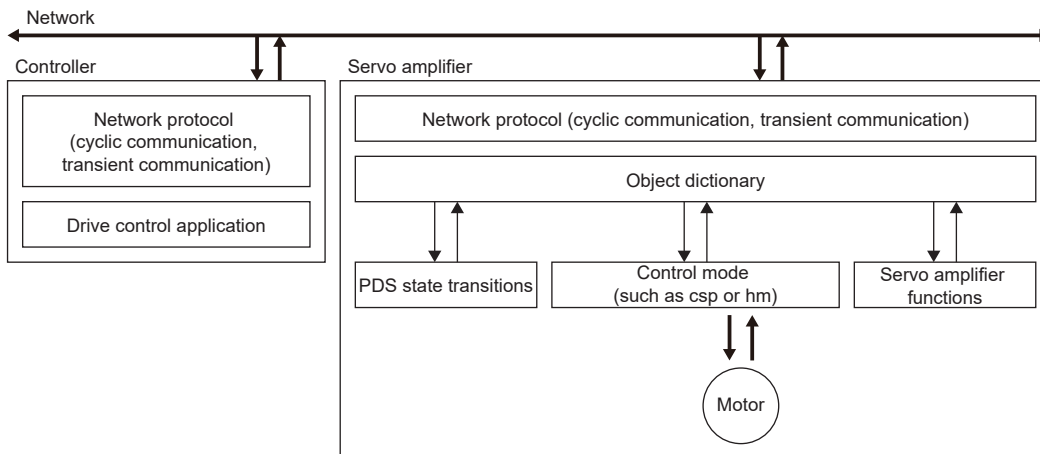 Network
Controller
Network protocol
(cyclic communication,
transient communication)
Drive control application
Servo amplifier
Network protocol (cyclic communication, transient communication)
Object dictionary
PDS state transitions
Control mode
(such as csp or hm)
Servo amplifier
functions
Motor